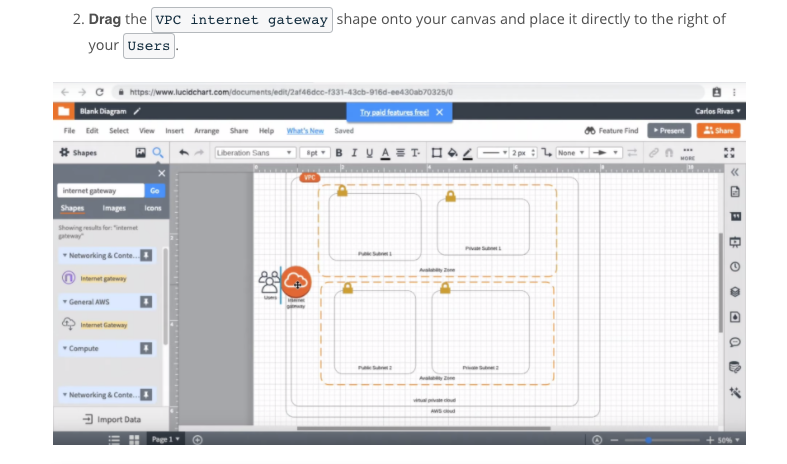 2. Drag the VPC internet gateway shape onto your canvas and place it directly to the right of
your Users.
https://www.lucidchart.com/documents/edit/2af46dcc-f331-43cb-916d-ee430ab70325/0
Blank Diagram
Try paid features free!
Carlos Rivas
File Edit Select View Insert Arrange Share Help What's New Saved
Feature Find
Present
Share
Shapes
Liberation Sans
pt
B I U A T
2 px
None
MORE
internet gateway
Go
Shapes Images Icons
Showing results for: "internet
gateway"
Networking & Conte...
Internet gateway
General AWS
Internet Gateway
Compute
Networking & Conte...
Import Data
VPC
Public Subnet 1
Private Subnet 1
Availability Zone
Users
Internet
gateway
Public Subnet 2
Private Subnet 2
Availability Zone
virtual private cloud
AWS cloud
Page 1
50%